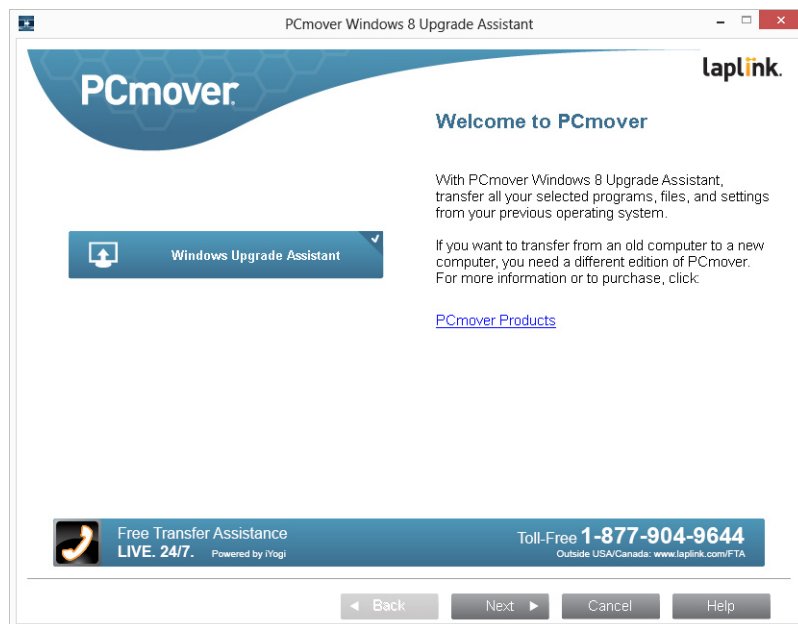 PCmover Windows 8 Upgrade Assistant
PCmover.
laplink.
Welcome to PCmover
With PCmover Windows 8 Upgrade Assistant,
transfer all your selected programs, files, and settings
from your previous operating system.
Windows Upgrade Assistant
If you want to transfer from an old computer to a new
computer, you need a different edition of PCmover.
For more information or to purchase, click:
PCmover Products
Free Transfer Assistance
LIVE. 24/7. Powered by iYogi
Toll-Free 1-877-904-9644
Outside USA/Canada: www.laplink.com/FTA
Back
Next
Cancel
Help